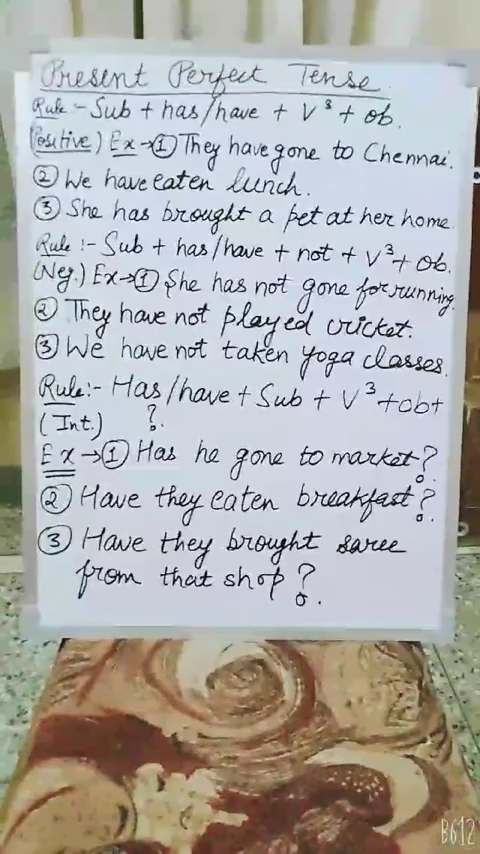 Present Perfect Tense
Rule:- Sub + has/have + V³ + ob.
(Positive) Ex → ① They have gone to Chennai.
② We have eaten lunch.
③ She has brought a pet at her home.
Rule :- Sub + has/have + not + V³ + ob.
(Neg.) Ex → ① She has not gone for running.
② They have not played cricket.
③ We have not taken yoga classes.
Rule:- Has/have + Sub + V³ + ob +
(Int.) ?
Ex → ① Has he gone to market?
② Have they eaten breakfast?
③ Have they brought saree
from that shop?
B612